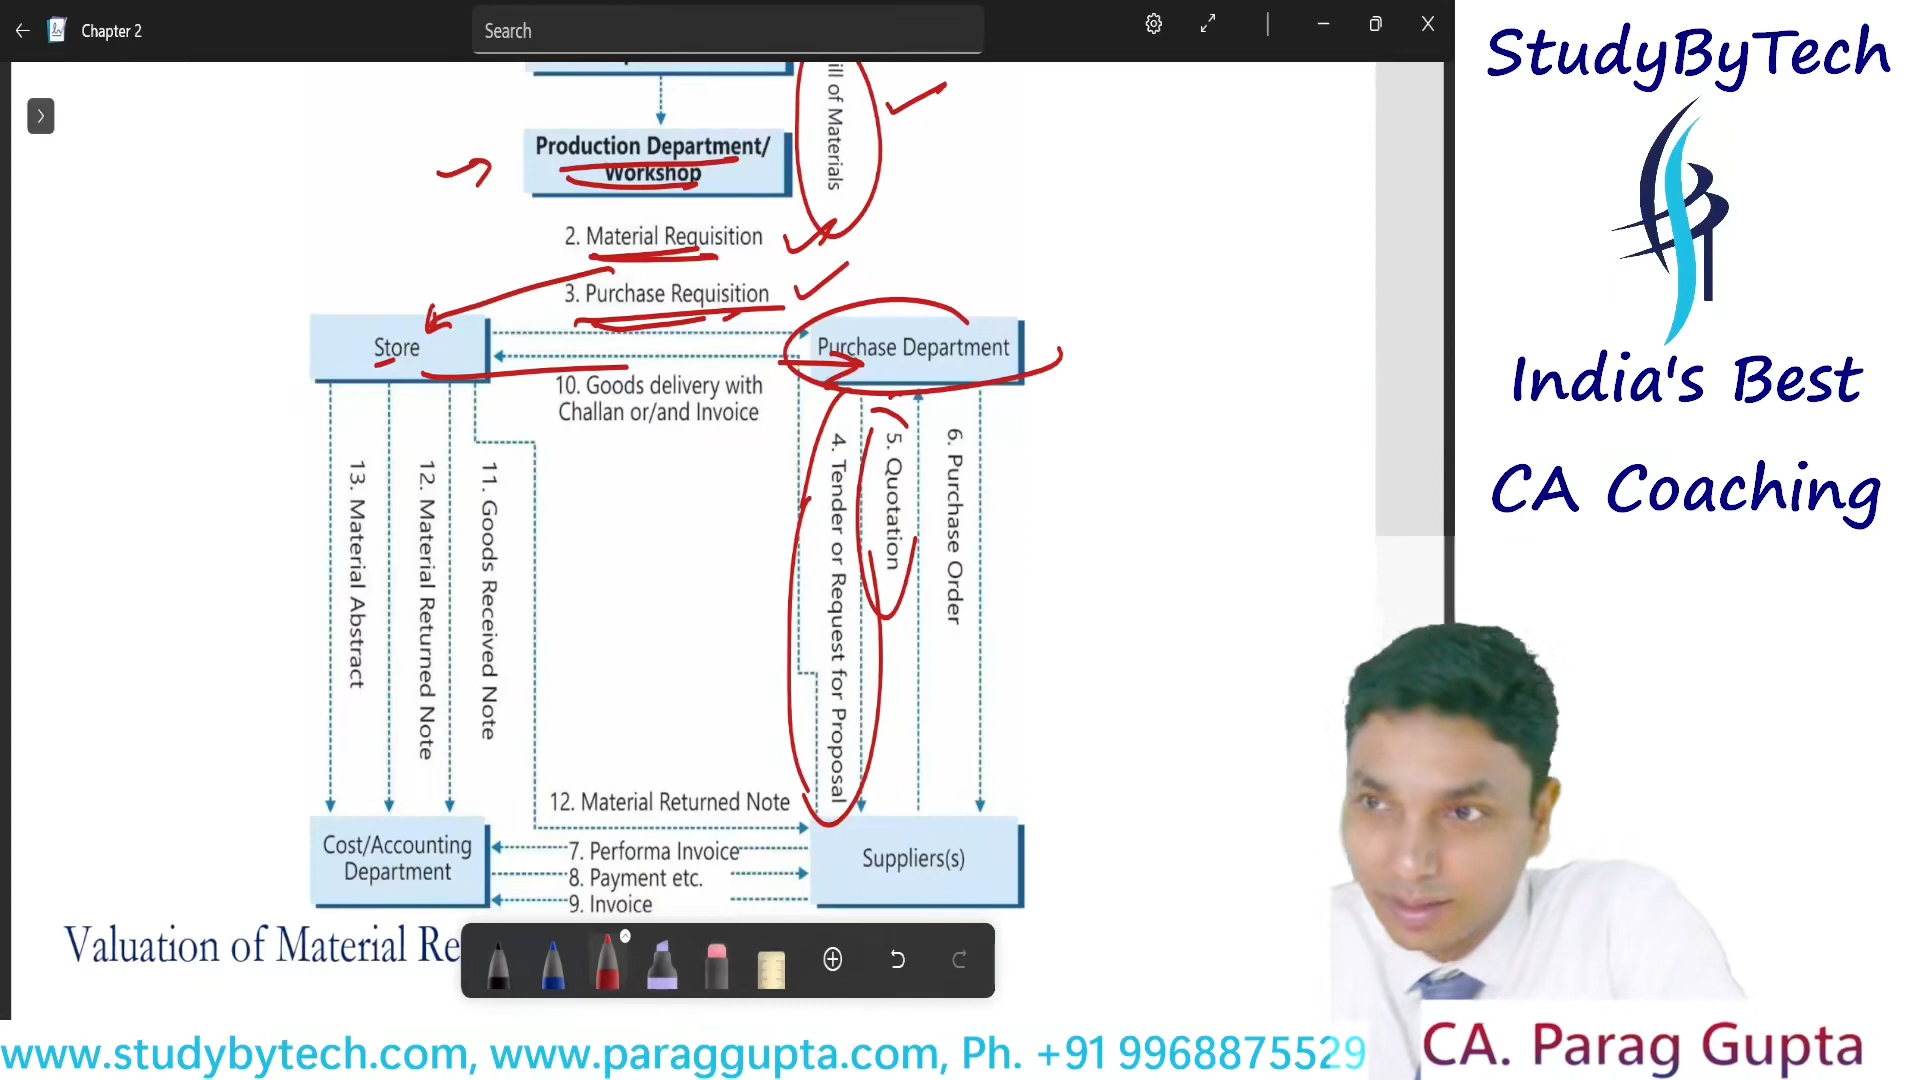 Chapter 2
Search
StudyByTech
India's Best
CA Coaching
ill of Materials
Production Department/
Workshop
2. Material Requisition
3. Purchase Requisition
Store
Purchase Department
10. Goods delivery with
Challan or/and Invoice
13. Material Abstract
12. Material Returned Note
11. Goods Received Note
4. Tender or Request for Proposal
5. Quotation
6. Purchase Order
12. Material Returned Note
Cost/Accounting
Department
7. Performa Invoice
8. Payment etc.
9. Invoice
Suppliers(s)
Valuation of Material Re
www.studybytech.com, www.paraggupta.com, Ph. +91 9968875529
CA. Parag Gupta